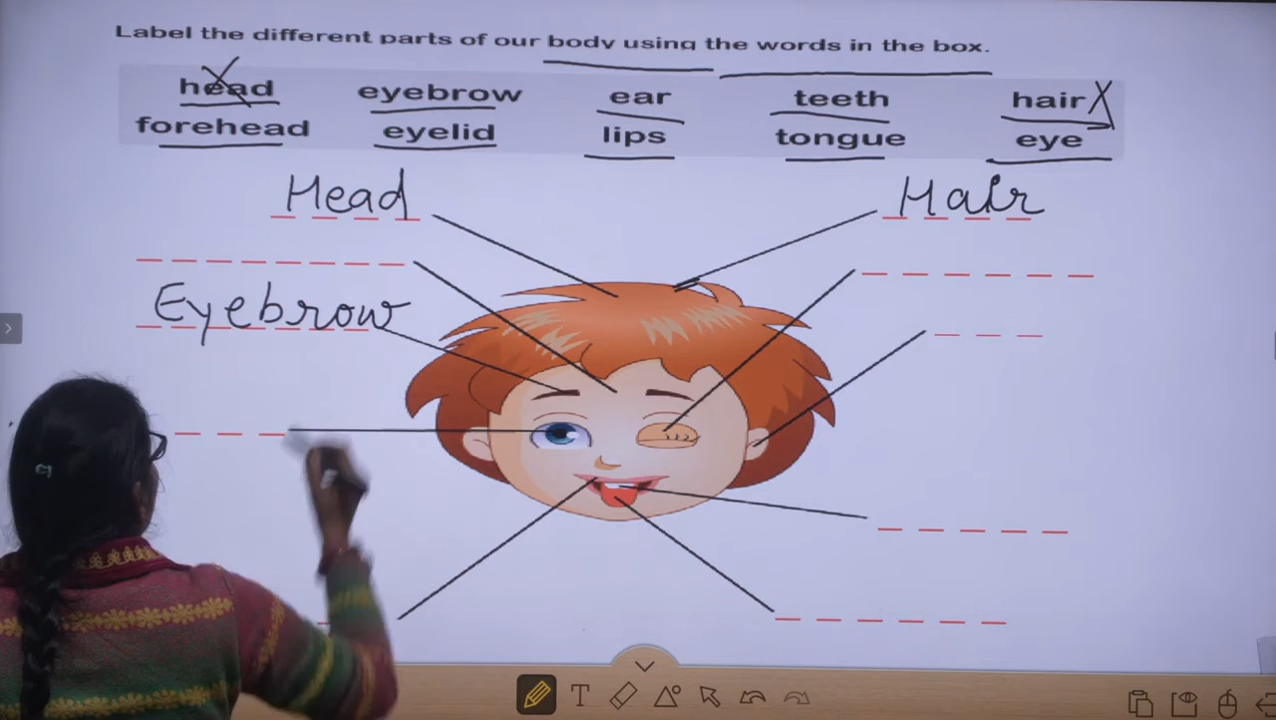 Label the different parts of our body using the words in the box.
head eyebrow ear teeth hair
forehead eyelid lips tongue eye
Head Hair
Eyebrow
T